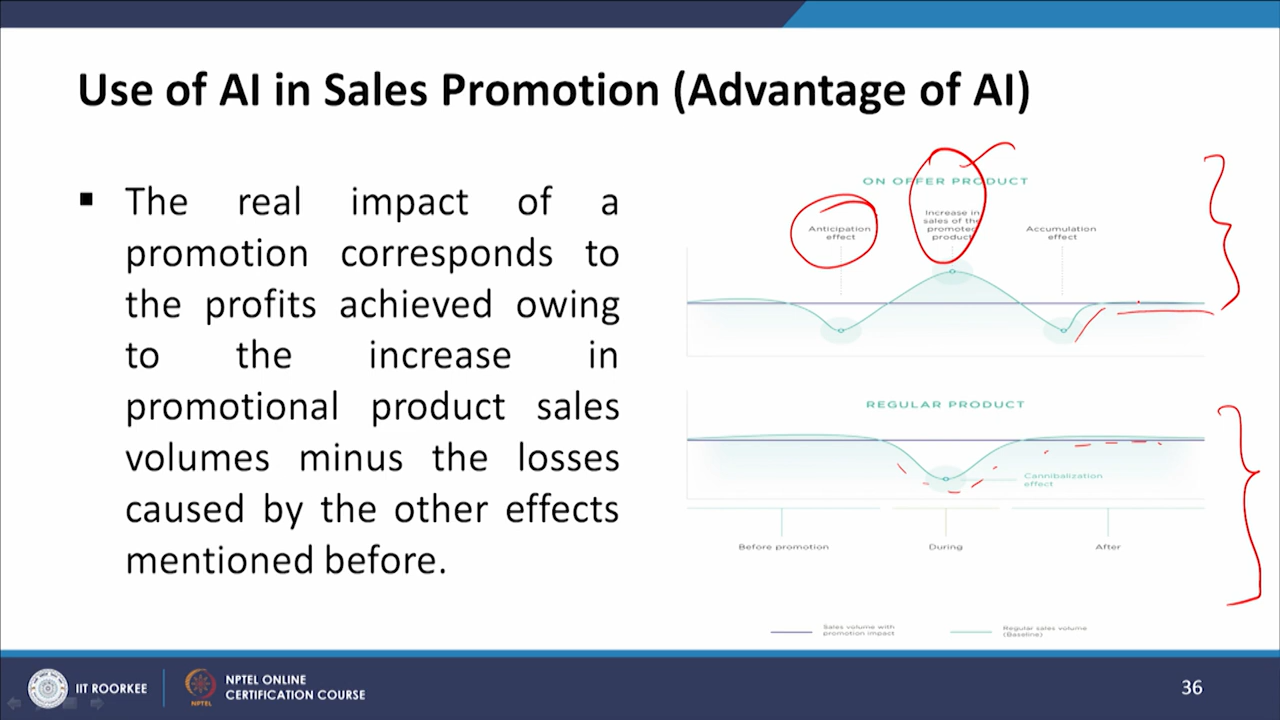 Use of AI in Sales Promotion (Advantage of AI)
▪ The real impact of a
promotion corresponds to
the profits achieved owing
to the increase in
promotional product sales
volumes minus the losses
caused by the other effects
mentioned before.
ON OFFER PRODUCT
Anticipation
effect
Increase in
sales of the
promoted
product
Accumulation
effect
REGULAR PRODUCT
Cannibalization
effect
Before promotion
During
After
Sales volume with
promotion impact
Regular sales volume
(Baseline)
IIT ROORKEE
NPTEL
NPTEL ONLINE
CERTIFICATION COURSE
36